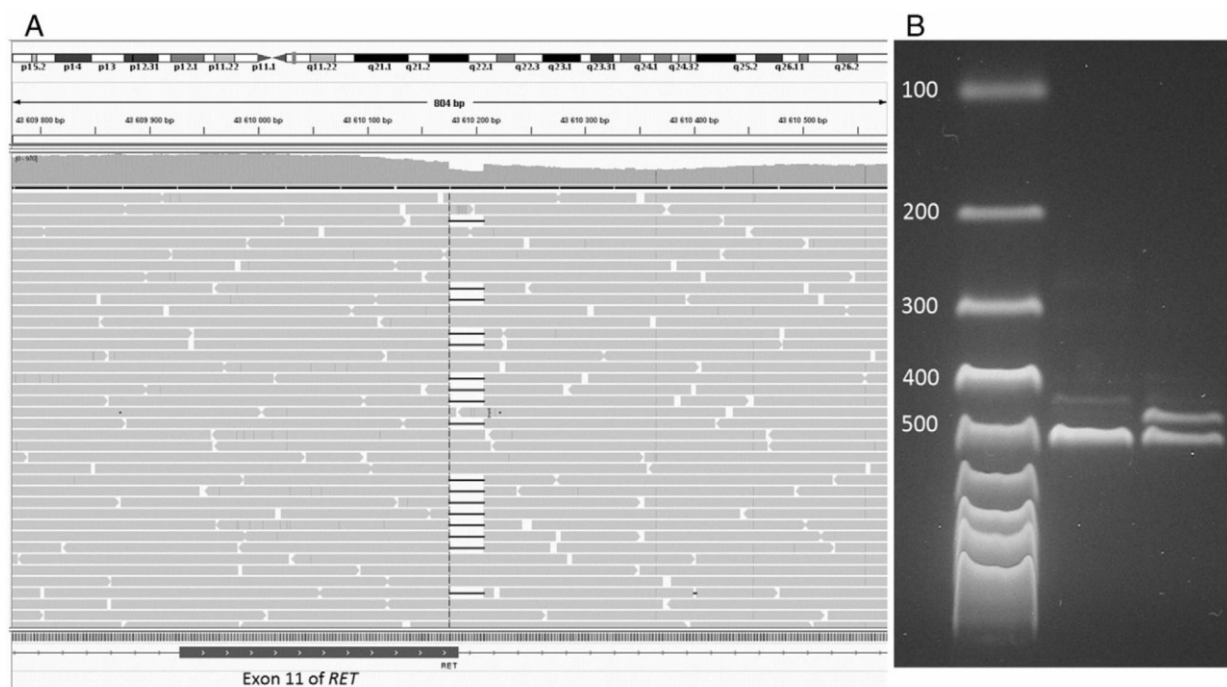 A
p15.2 p14 p13 p12.31 p12.1 p11.22 p11.1 q11.22 q21.1 q21.2 q22.1 q22.3 q23.1 q23.31 q24.1 q24.32 q25.2 q26.11 q26.2
804 bp
43 609 800 bp 43 609 900 bp 43 610 000 bp 43 610 100 bp 43 610 200 bp 43 610 300 bp 43 610 400 bp 43 610 500 bp
RET
Exon 11 of RET
B
100
200
300
400
500